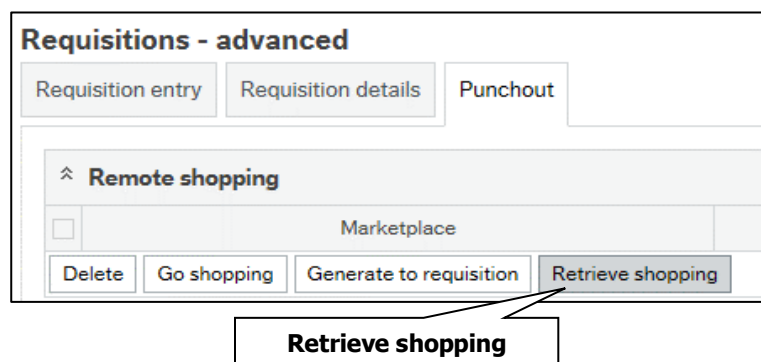 Requisitions - advanced
Requisition entry Requisition details Punchout
Remote shopping
Marketplace
Delete Go shopping Generate to requisition Retrieve shopping
Retrieve shopping